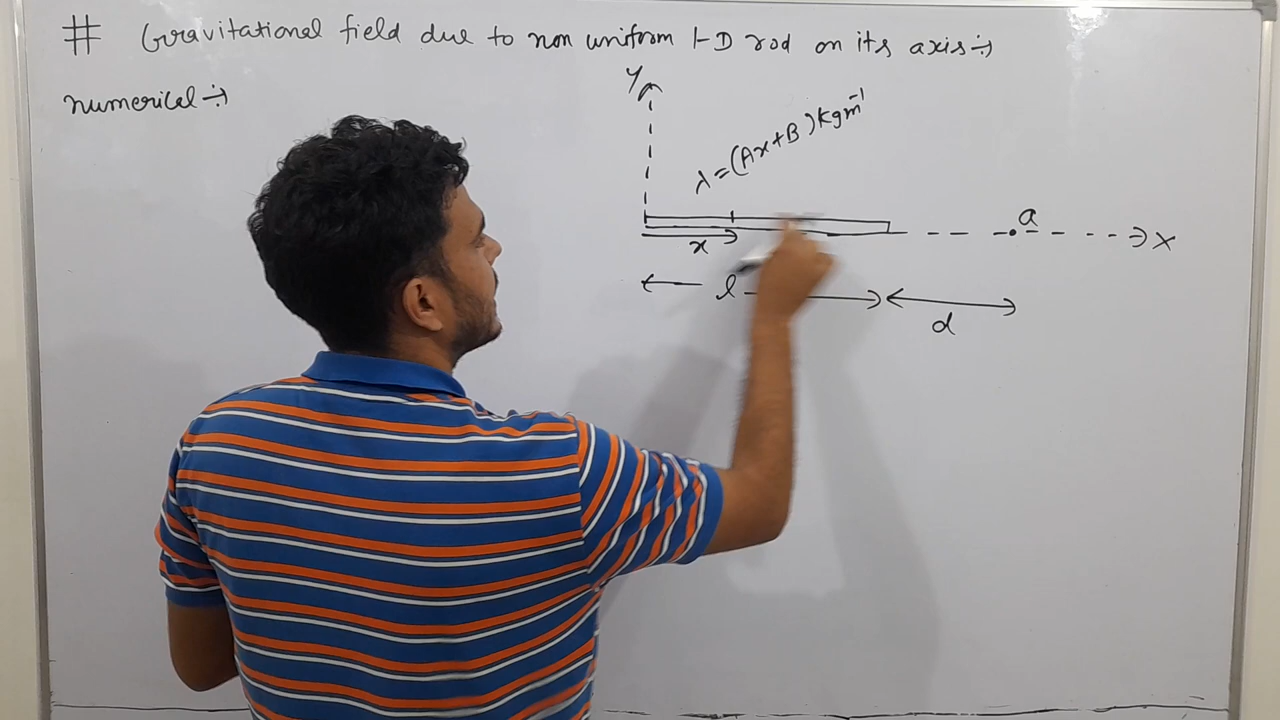 # Gravitational field due to non uniform 1-D rod on its axis÷
numerical÷
y
λ=(Ax+B)kgm⁻¹
a
x
x
l
d